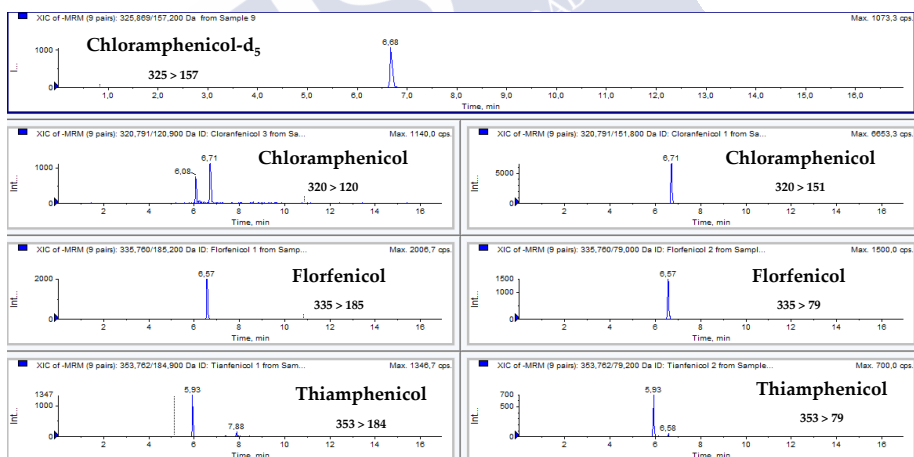 XIC of -MRM (9 pairs): 325,869/157,200 Da from Sample 9 Max. 1073,3 cps.
Chloramphenicol-d5
325 > 157
6,68
1000
0
I...
1,0 2,0 3,0 4,0 5,0 6,0 7,0 8,0 9,0 10,0 11,0 12,0 13,0 14,0 15,0 16,0
Time, min
XIC of -MRM (9 pairs): 320,791/120,900 Da ID: Cloranfenicol 3 from Sa... Max. 1140,0 cps.
Chloramphenicol
320 > 120
6,08
6,71
1000
0
Int...
2 4 6 8 10 12 14 16
Time, min
XIC of -MRM (9 pairs): 320,791/151,800 Da ID: Cloranfenicol 1 from Sa... Max. 6653,3 cps.
Chloramphenicol
320 > 151
6,71
5000
0
Int...
2 4 6 8 10 12 14 16
Time, min
XIC of -MRM (9 pairs): 335,760/185,200 Da ID: Florfenicol 1 from Samp... Max. 2006,7 cps.
Florfenicol
335 > 185
6,57
2000
0
Int...
2 4 6 8 10 12 14 16
Time, min
XIC of -MRM (9 pairs): 335,760/79,000 Da ID: Florfenicol 2 from Sampl... Max. 1500,0 cps.
Florfenicol
335 > 79
6,57
1500
1000
0
Int...
2 4 6 8 10 12 14 16
Time, min
XIC of -MRM (9 pairs): 353,762/184,900 Da ID: Tianfenicol 1 from Sam... Max. 1346,7 cps.
Thiamphenicol
353 > 184
5,93
7,88
1347
1000
0
Int...
2 4 6 8 10 12 14 16
Time, min
XIC of -MRM (9 pairs): 353,762/79,200 Da ID: Tianfenicol 2 from Sample... Max. 700,0 cps.
Thiamphenicol
353 > 79
5,93
6,58
700
500
0
Int...
2 4 6 8 10 12 14 16
Time, min